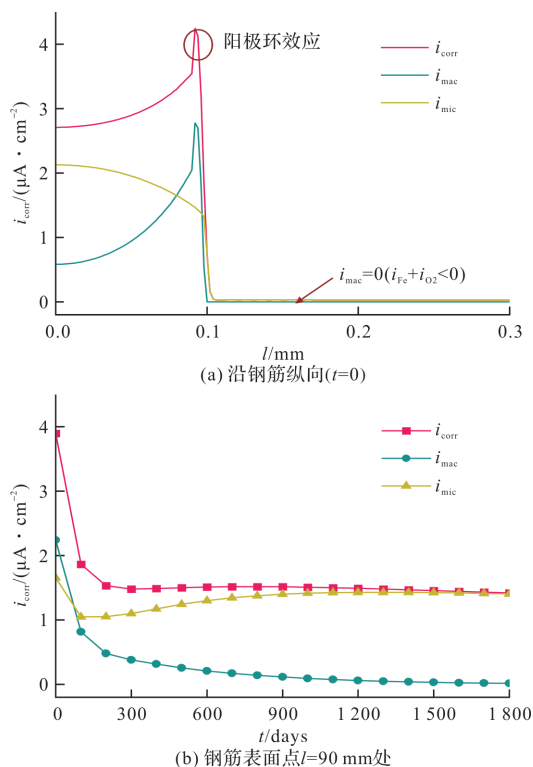 4
3
2
1
0
i_corr/(μA·cm⁻²)
阳极环效应
i_corr
i_mac
i_mic
i_mac=0(i_Fe+i_O2<0)
0.0
0.1
0.2
0.3
l/mm
(a) 沿钢筋纵向(t=0)
4
3
2
1
0
i_corr/(μA·cm⁻²)
i_corr
i_mac
i_mic
0
300
600
900
1 200
1 500
1 800
t/days
(b) 钢筋表面点l=90 mm处